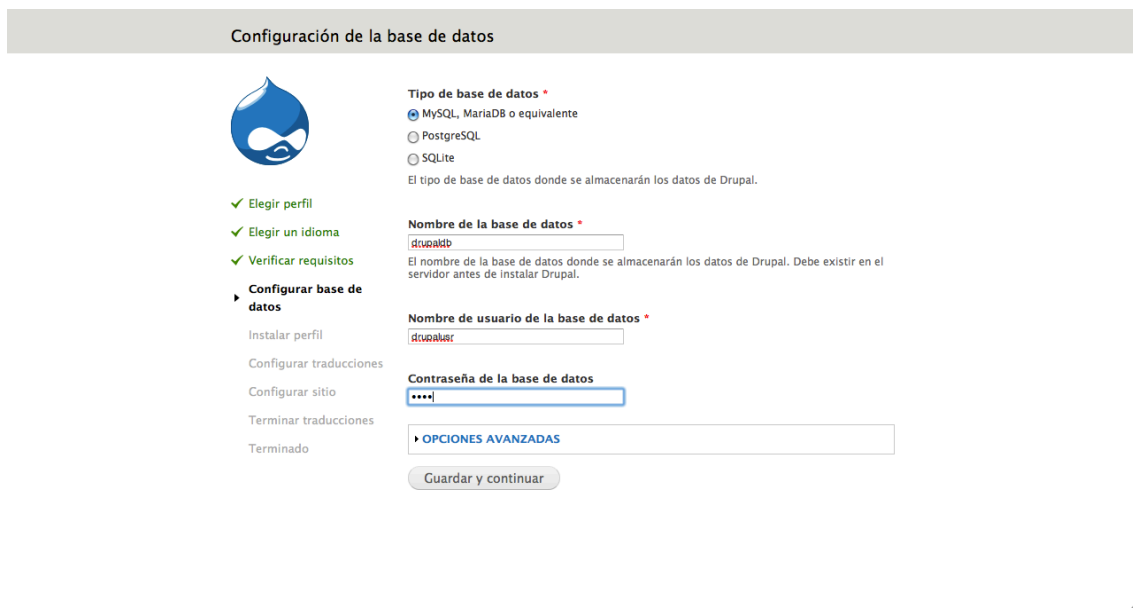 Configuración de la base de datos
Tipo de base de datos *
MySQL, MariaDB o equivalente
PostgreSQL
SQLite
El tipo de base de datos donde se almacenarán los datos de Drupal.
Elegir perfil
Elegir un idioma
Verificar requisitos
Configurar base de
datos
Instalar perfil
Configurar traducciones
Configurar sitio
Terminar traducciones
Terminado
Nombre de la base de datos *
drupaldb
El nombre de la base de datos donde se almacenarán los datos de Drupal. Debe existir en el
servidor antes de instalar Drupal.
Nombre de usuario de la base de datos *
drupalusr
Contraseña de la base de datos
••••
OPCIONES AVANZADAS
Guardar y continuar